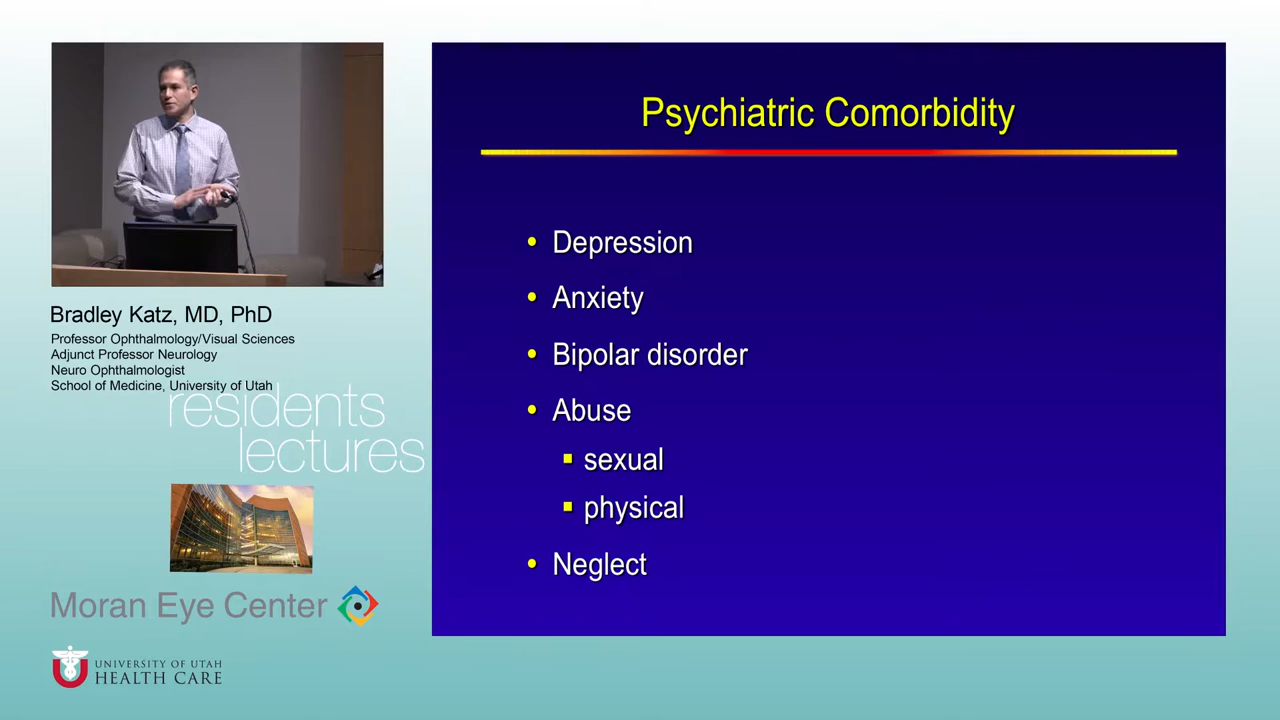 Psychiatric Comorbidity
• Depression
• Anxiety
• Bipolar disorder
• Abuse
▪ sexual
▪ physical
• Neglect
Bradley Katz, MD, PhD
Professor Ophthalmology/Visual Sciences
Adjunct Professor Neurology
Neuro Ophthalmologist
School of Medicine, University of Utah
residents
lectures
Moran Eye Center
U
UNIVERSITY OF UTAH
HEALTH CARE